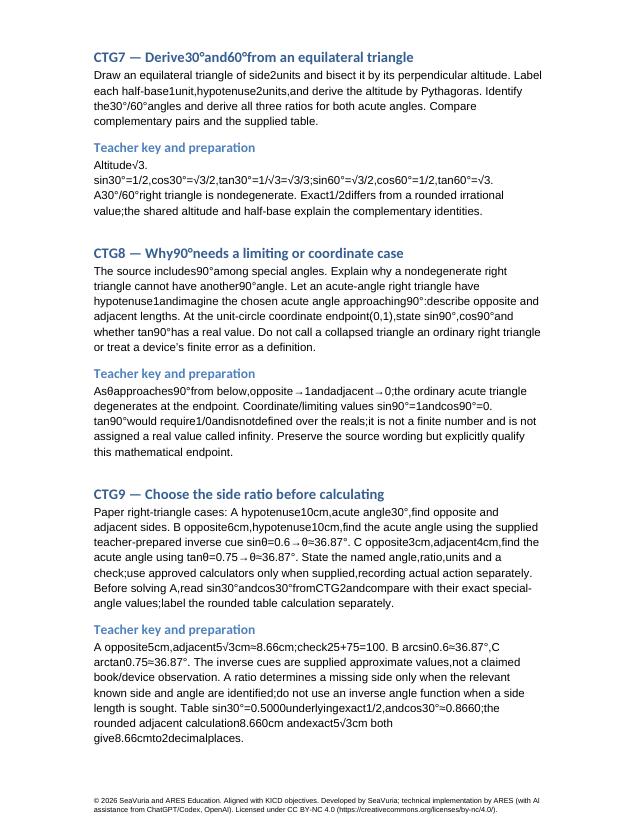 CTG7 — Derive30°and60°from an equilateral triangle
Draw an equilateral triangle of side2units and bisect it by its perpendicular altitude. Label
each half-base1unit,hypotenuse2units,and derive the altitude by Pythagoras. Identify
the30°/60°angles and derive all three ratios for both acute angles. Compare
complementary pairs and the supplied table.
Teacher key and preparation
Altitude√3.
sin30°=1/2,cos30°=√3/2,tan30°=1/√3=√3/3;sin60°=√3/2,cos60°=1/2,tan60°=√3.
A30°/60°right triangle is nondegenerate. Exact1/2differs from a rounded irrational
value;the shared altitude and half-base explain the complementary identities.
CTG8 — Why90°needs a limiting or coordinate case
The source includes90°among special angles. Explain why a nondegenerate right
triangle cannot have another90°angle. Let an acute-angle right triangle have
hypotenuse1andimagine the chosen acute angle approaching90°:describe opposite and
adjacent lengths. At the unit-circle coordinate endpoint(0,1),state sin90°,cos90°and
whether tan90°has a real value. Do not call a collapsed triangle an ordinary right triangle
or treat a device’s finite error as a definition.
Teacher key and preparation
Asθapproaches90°from below,opposite→1andadjacent→0;the ordinary acute triangle
degenerates at the endpoint. Coordinate/limiting values sin90°=1andcos90°=0.
tan90°would require1/0andisnotdefined over the reals;it is not a finite number and is not
assigned a real value called infinity. Preserve the source wording but explicitly qualify
this mathematical endpoint.
CTG9 — Choose the side ratio before calculating
Paper right-triangle cases: A hypotenuse10cm,acute angle30°,find opposite and
adjacent sides. B opposite6cm,hypotenuse10cm,find the acute angle using the supplied
teacher-prepared inverse cue sinθ=0.6→θ≈36.87°. C opposite3cm,adjacent4cm,find the
acute angle using tanθ=0.75→θ≈36.87°. State the named angle,ratio,units and a
check;use approved calculators only when supplied,recording actual action separately.
Before solving A,read sin30°andcos30°fromCTG2andcompare with their exact special-
angle values;label the rounded table calculation separately.
Teacher key and preparation
A opposite5cm,adjacent5√3cm≈8.66cm;check25+75=100. B arcsin0.6≈36.87°,C
arctan0.75≈36.87°. The inverse cues are supplied approximate values,not a claimed
book/device observation. A ratio determines a missing side only when the relevant
known side and angle are identified;do not use an inverse angle function when a side
length is sought. Table sin30°=0.5000underlyingexact1/2,andcos30°≈0.8660;the
rounded adjacent calculation8.660cm andexact5√3cm both
give8.66cmto2decimalplaces.
© 2026 SeaVuria and ARES Education. Aligned with KICD objectives. Developed by SeaVuria; technical implementation by ARES (with AI
assistance from ChatGPT/Codex, OpenAI). Licensed under CC BY-NC 4.0 (https://creativecommons.org/licenses/by-nc/4.0/).